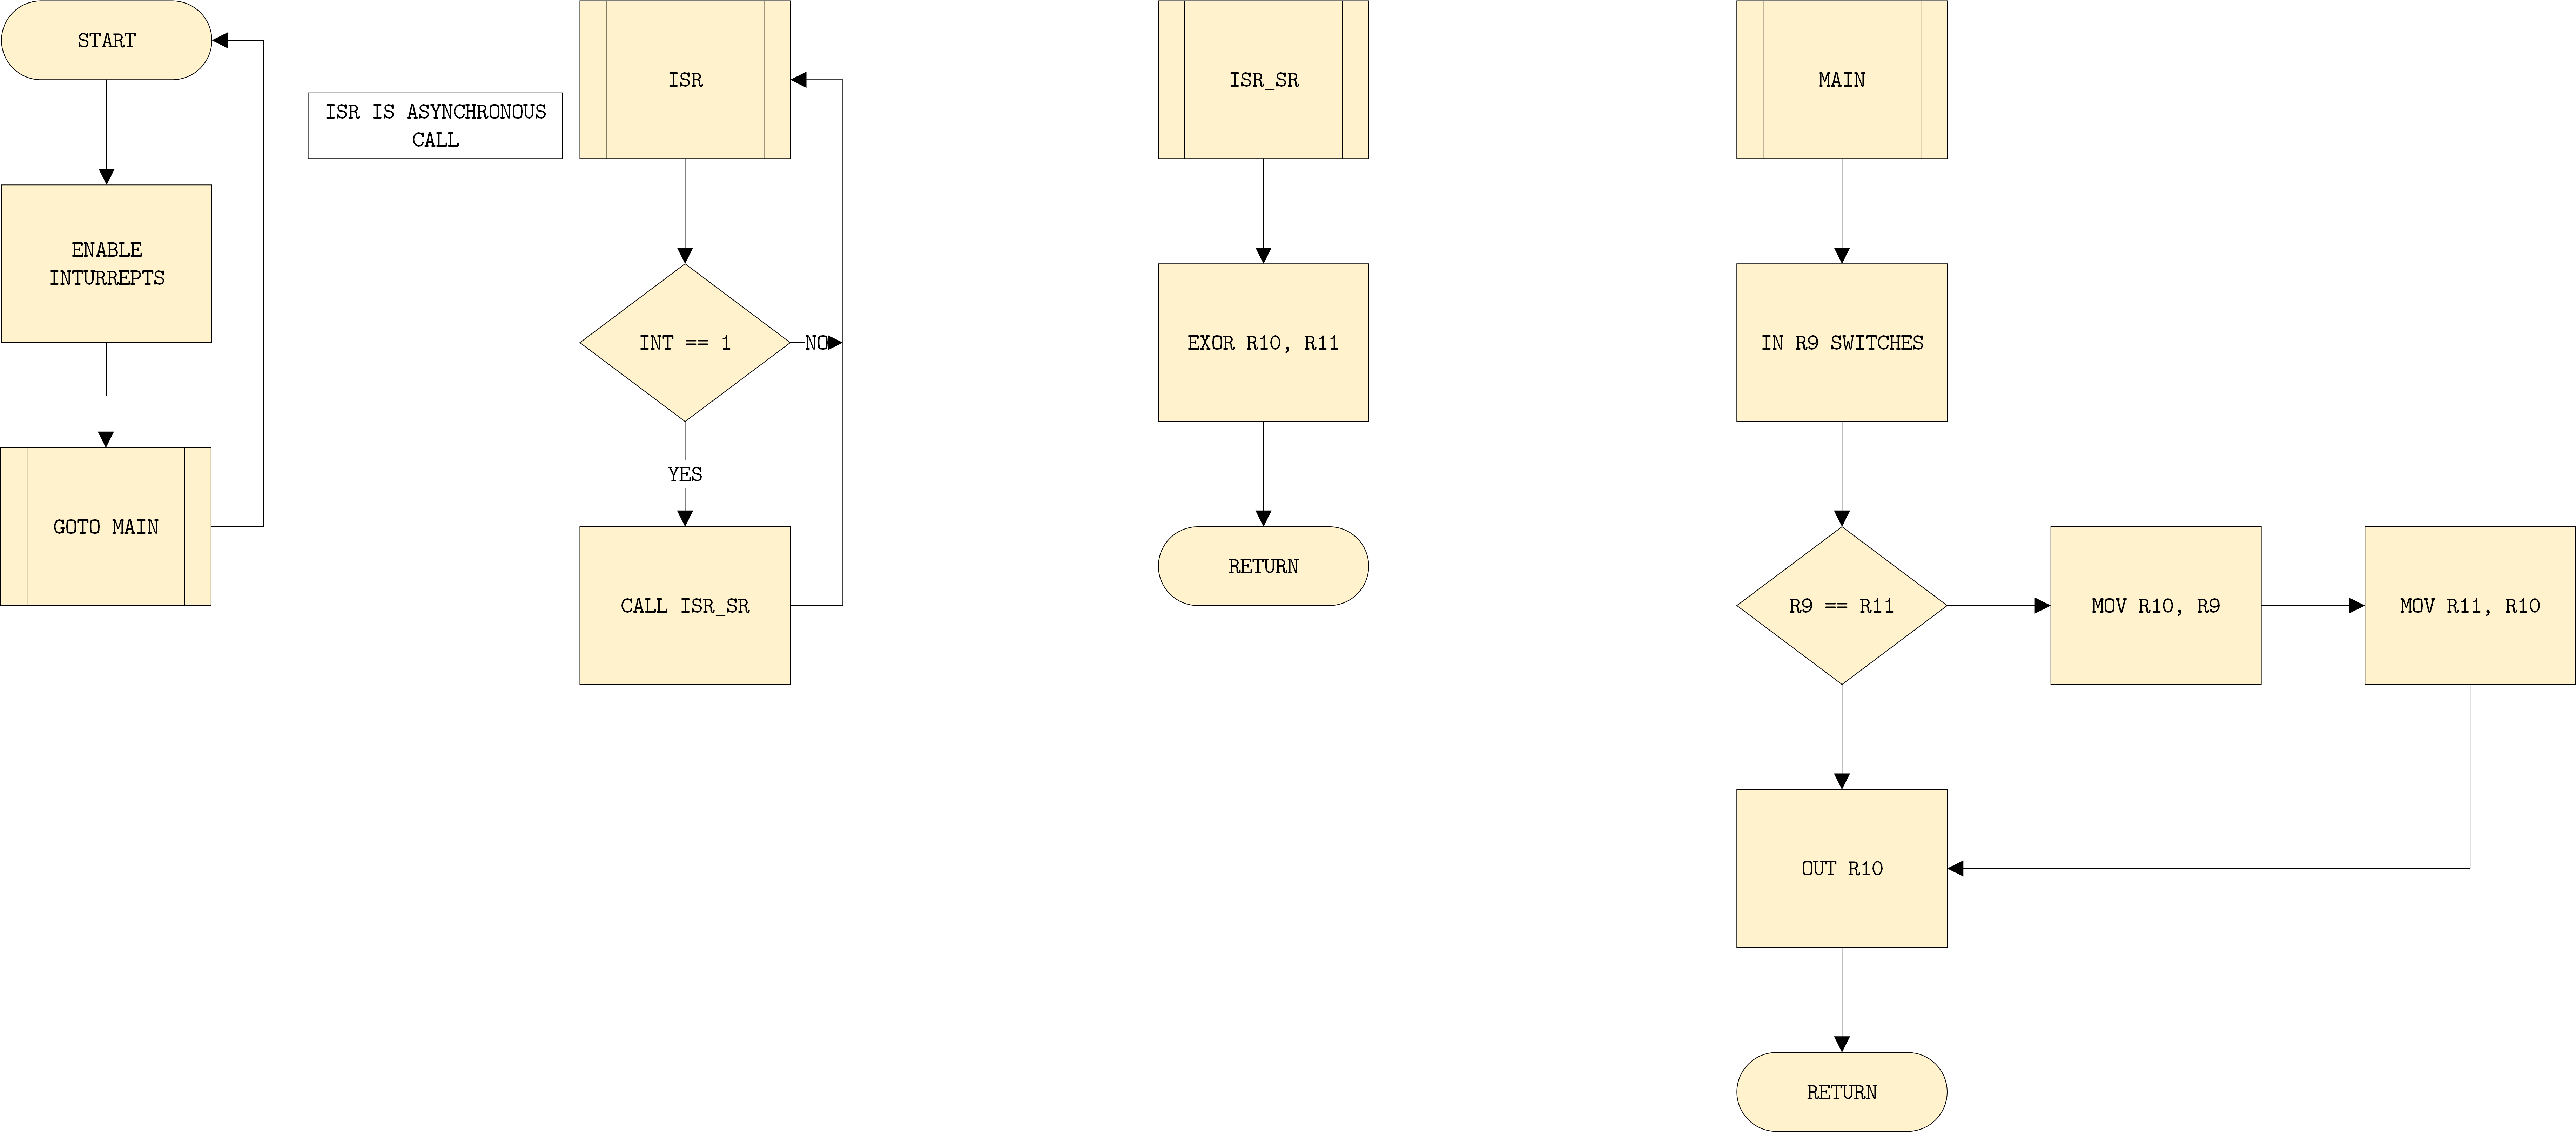 START
ENABLE
INTURREPTS
GOTO MAIN
ISR IS ASYNCHRONOUS
CALL
ISR
INT == 1
NO
YES
CALL ISR_SR
ISR_SR
EXOR R10, R11
RETURN
MAIN
IN R9 SWITCHES
R9 == R11
MOV R10, R9
MOV R11, R10
OUT R10
RETURN